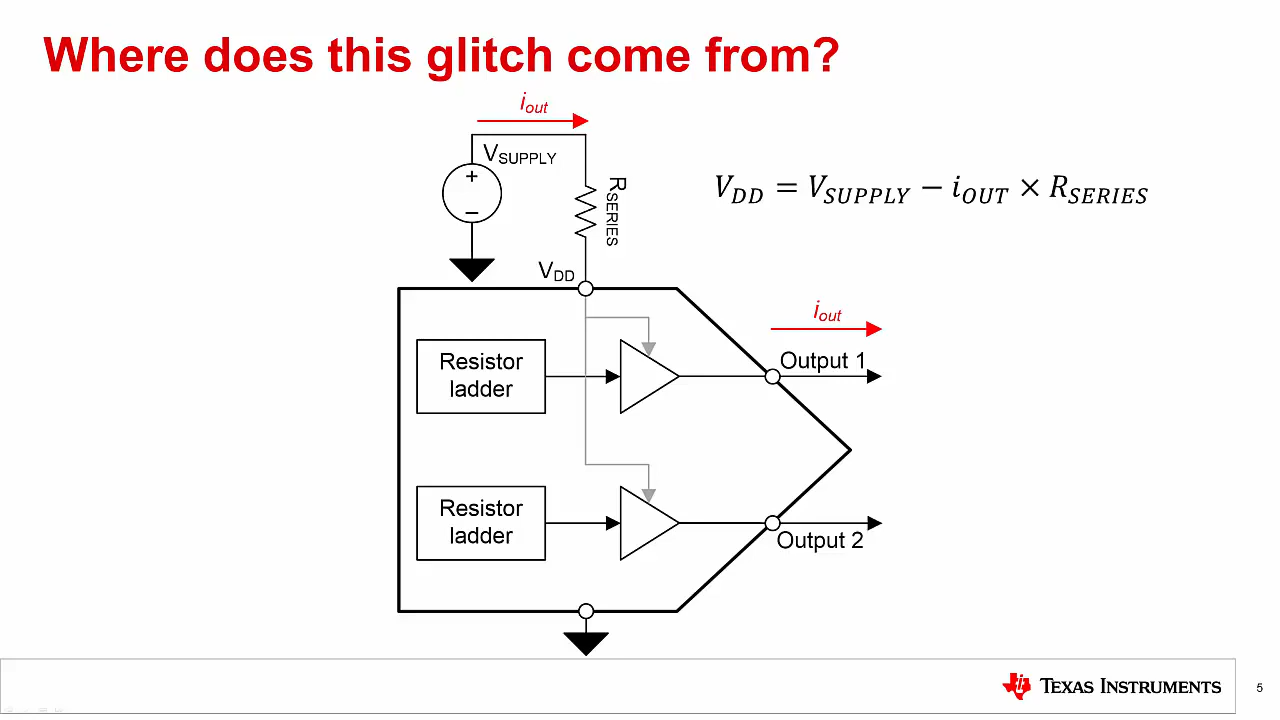 Where does this glitch come from?
iout
VSUPPLY
+
−
RSERIES
VDD = VSUPPLY − iOUT × RSERIES
VDD
iout
Resistor
ladder
Output 1
Resistor
ladder
Output 2
TEXAS INSTRUMENTS
5